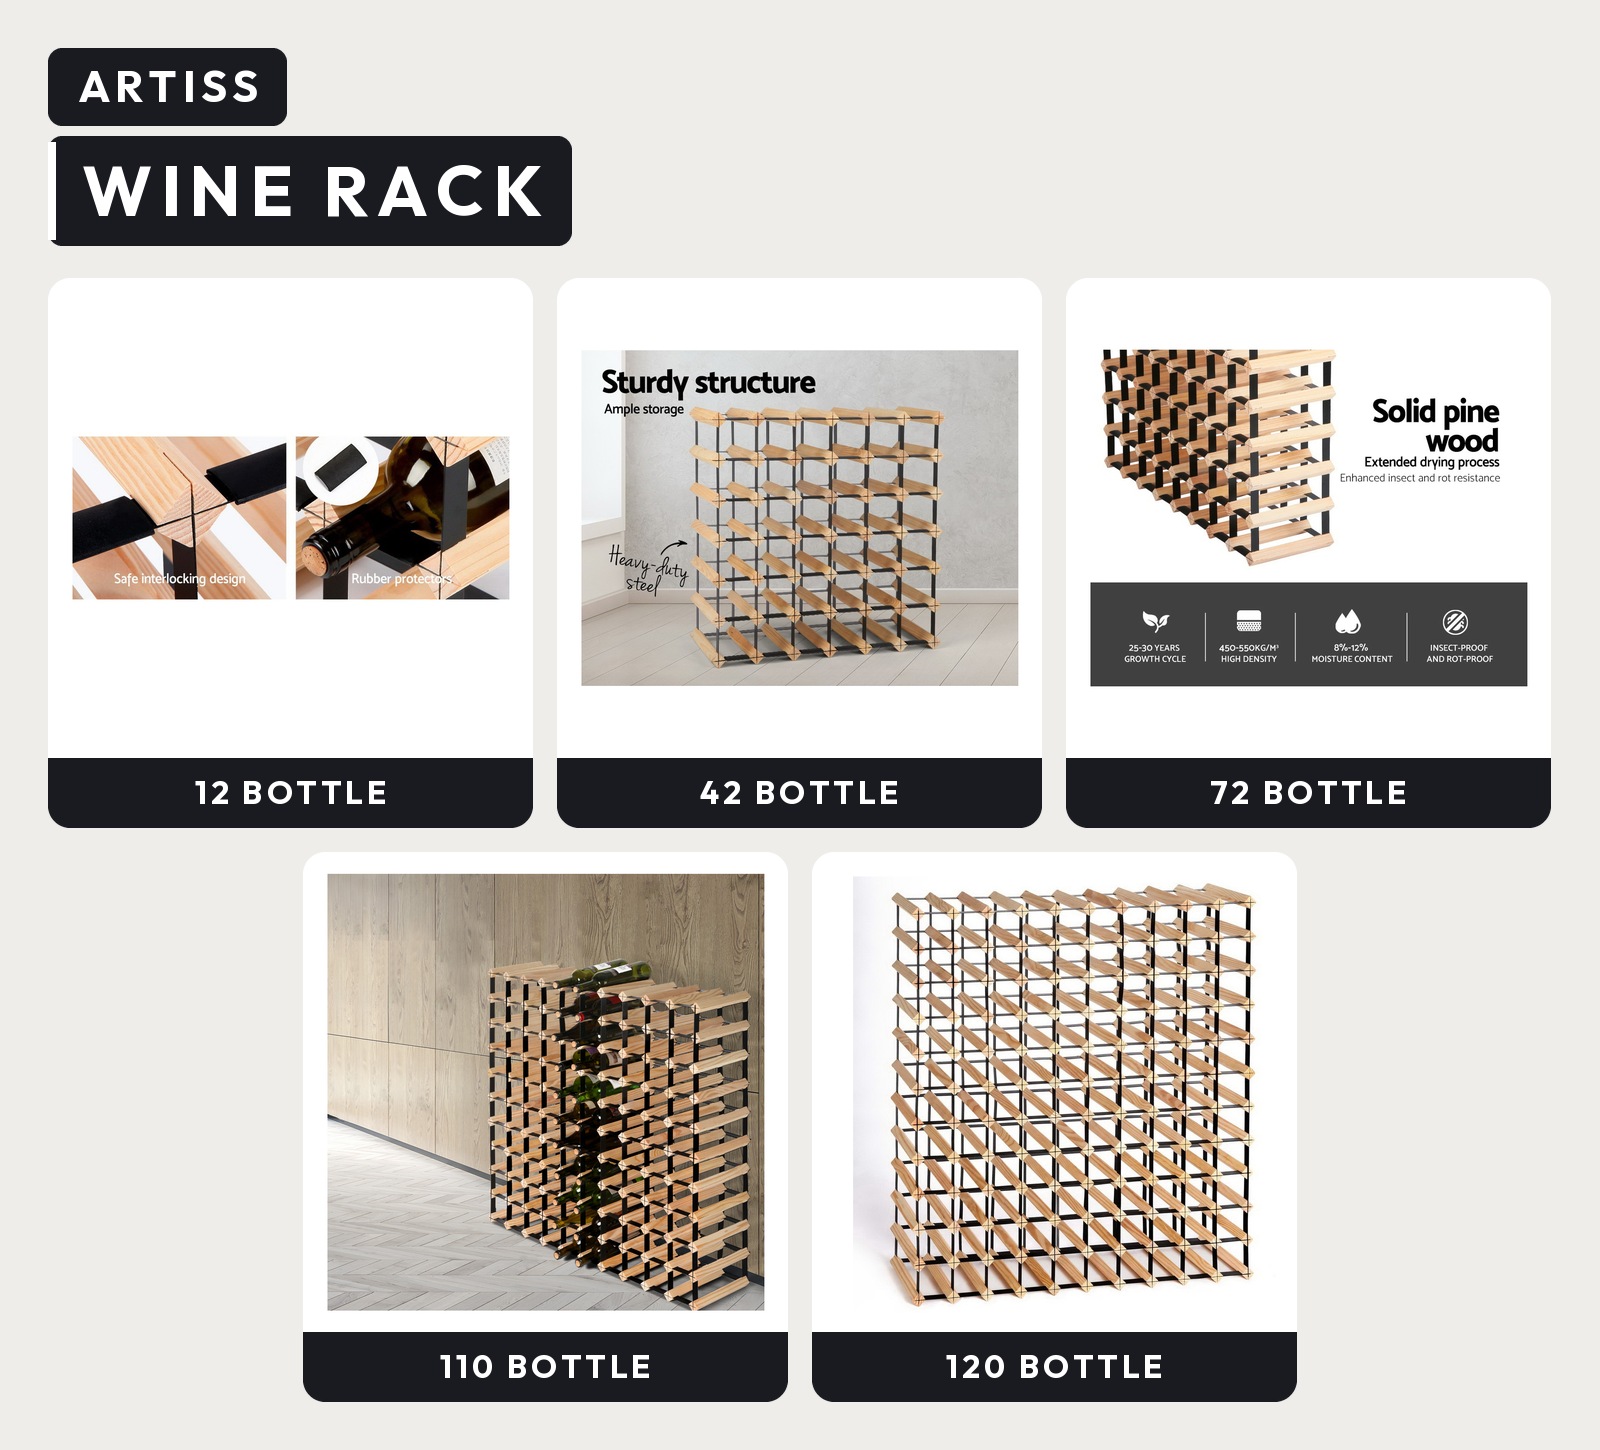 ARTISS
WINE RACK
Safe interlocking design
Rubber protectors
12 BOTTLE
Sturdy structure
Ample storage
Heavy-duty
steel
42 BOTTLE
Solid pine
wood
Extended drying process
Enhanced insect and rot resistance
25-30 YEARS
GROWTH CYCLE
450-550KG/M³
HIGH DENSITY
8%-12%
MOISTURE CONTENT
INSECT-PROOF
AND ROT-PROOF
72 BOTTLE
110 BOTTLE
120 BOTTLE